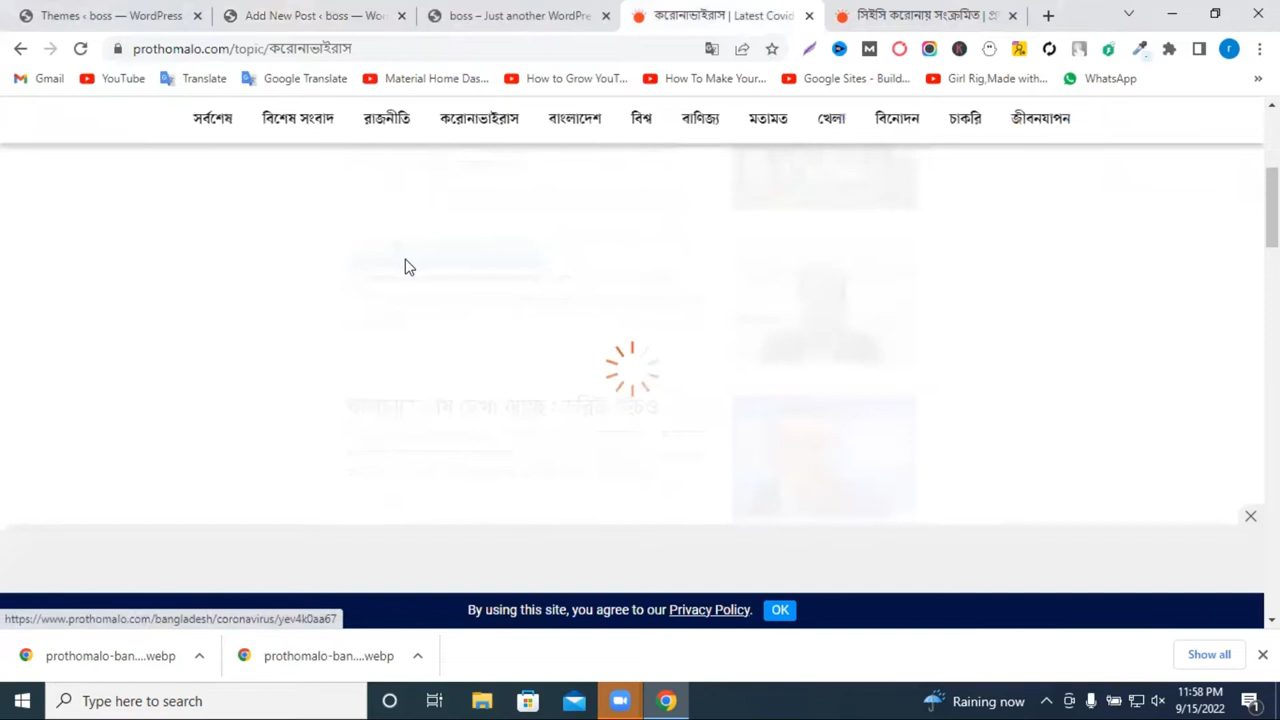 Themes ‹ boss — WordPress
Add New Post ‹ boss — Wor
boss – Just another WordPre
করোনাভাইরাস | Latest Covid
সিইসি করোনায় সংক্রমিত | প্র
prothomalo.com/topic/করোনাভাইরাস
Gmail
YouTube
Translate
Google Translate
Material Home Das...
How to Grow YouT...
How To Make Your...
Google Sites - Build...
Girl Rig,Made with...
WhatsApp
»
সর্বশেষ
বিশেষ সংবাদ
রাজনীতি
করোনাভাইরাস
বাংলাদেশ
বিশ্ব
বাণিজ্য
মতামত
খেলা
বিনোদন
চাকরি
জীবনযাপন
By using this site, you agree to our Privacy Policy. OK
https://www.prothomalo.com/bangladesh/coronavirus/yev4k0aa67
prothomalo-ban....webp
prothomalo-ban....webp
Show all
Type here to search
Raining now
11:58 PM
9/15/2022